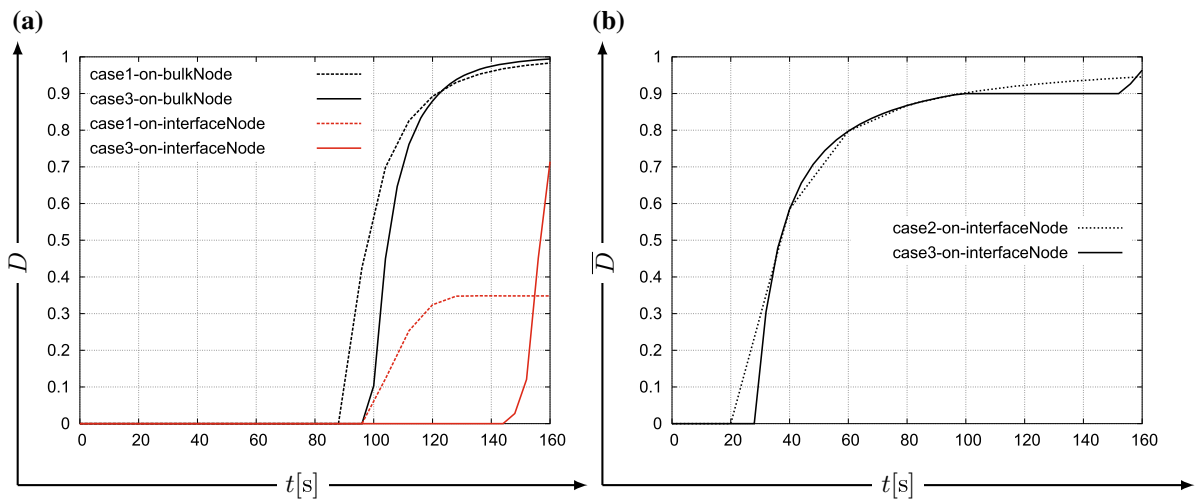 (a)
1
0.9
0.8
0.7
0.6
0.5
0.4
0.3
0.2
0.1
0
case1-on-bulkNode
case3-on-bulkNode
case1-on-interfaceNode
case3-on-interfaceNode
0 20 40 60 80 100 120 140 160
D
t[s]
(b)
1
0.9
0.8
0.7
0.6
0.5
0.4
0.3
0.2
0.1
0
case2-on-interfaceNode
case3-on-interfaceNode
0 20 40 60 80 100 120 140 160
D̅
t[s]